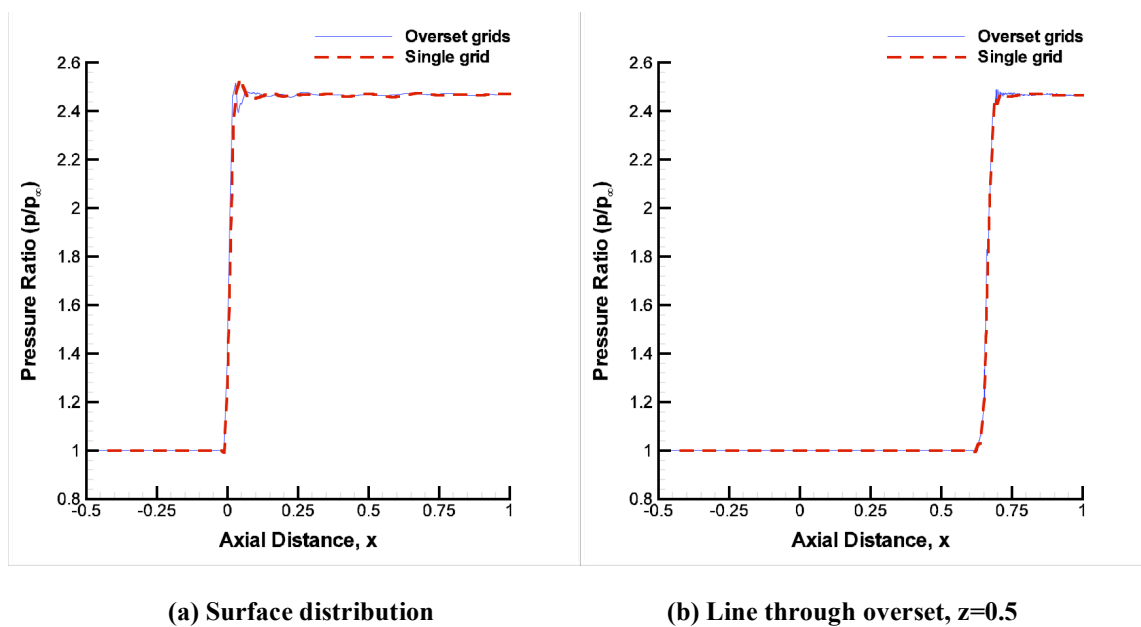 Overset grids
Single grid
2.6
2.4
2.2
2
1.8
1.6
1.4
1.2
1
0.8
Pressure Ratio (p/p∞)
-0.5 -0.25 0 0.25 0.5 0.75 1
Axial Distance, x
(a) Surface distribution
Overset grids
Single grid
2.6
2.4
2.2
2
1.8
1.6
1.4
1.2
1
0.8
Pressure Ratio (p/p∞)
-0.5 -0.25 0 0.25 0.5 0.75 1
Axial Distance, x
(b) Line through overset, z=0.5